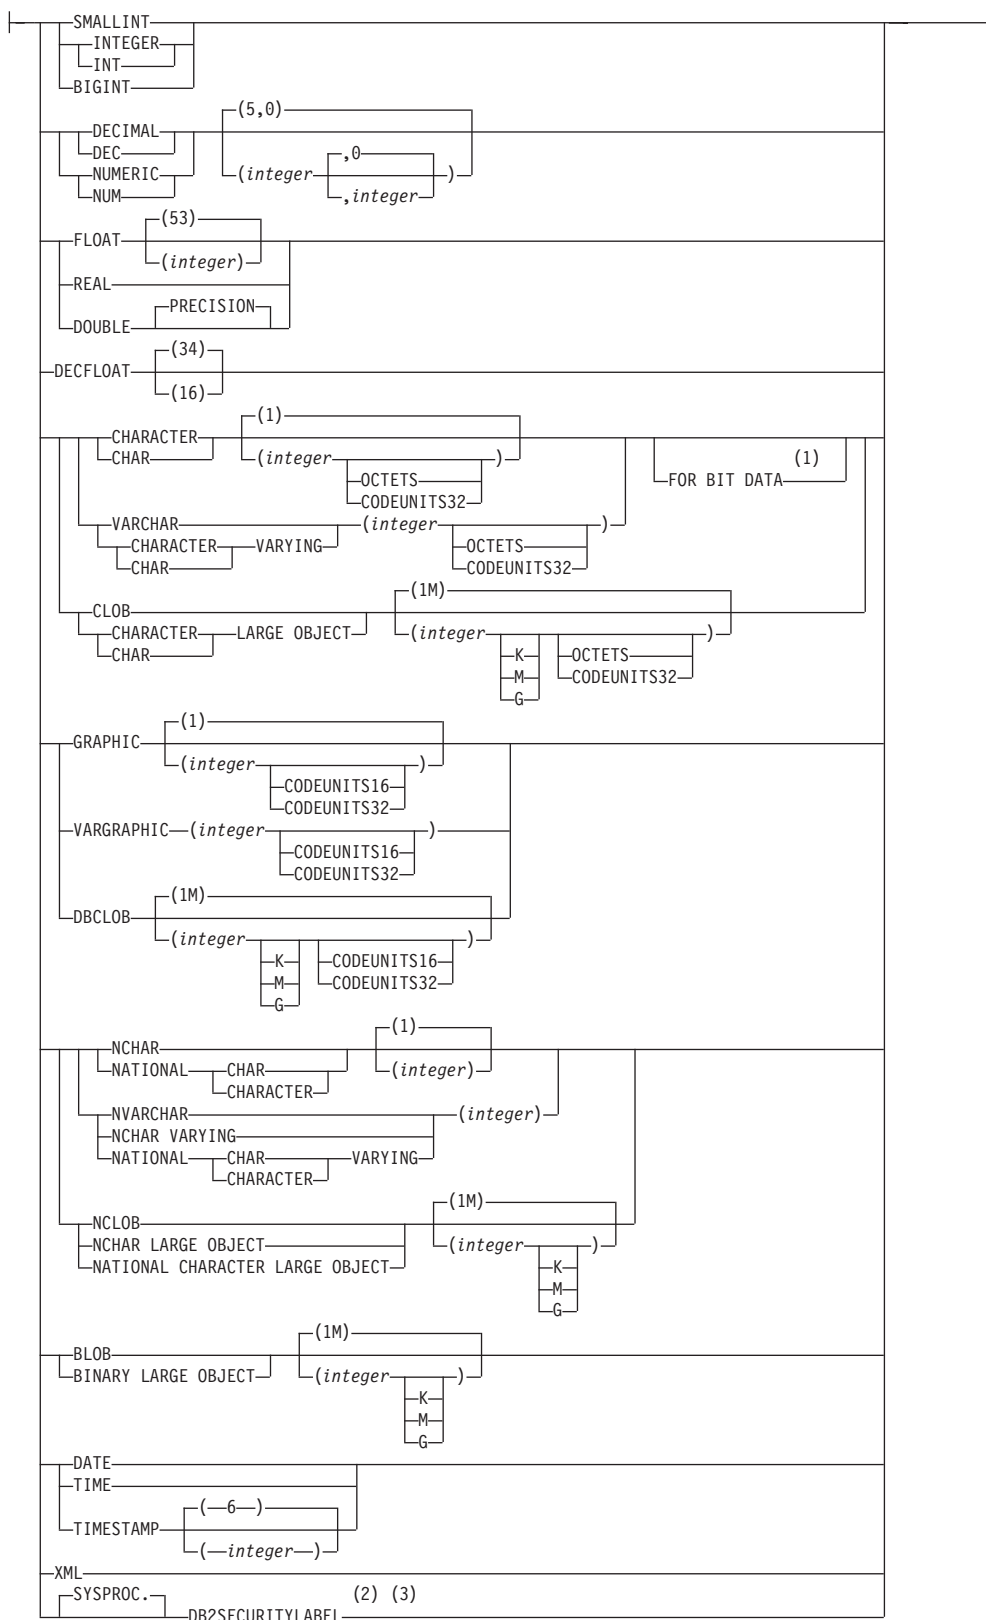 SMALLINT
INTEGER
INT
BIGINT
(5,0)
DECIMAL
DEC
,0
NUMERIC (integer )
NUM ,integer
(53)
FLOAT
(integer)
REAL
PRECISION
DOUBLE
(34)
DECFLOAT
(16)
(1)
CHARACTER (1)
CHAR (integer )
OCTETS FOR BIT DATA
CODEUNITS32
VARCHAR (integer )
CHARACTER VARYING OCTETS
CHAR CODEUNITS32
(1M)
CLOB
CHARACTER LARGE OBJECT (integer )
CHAR K OCTETS
M CODEUNITS32
G
(1)
GRAPHIC
(integer )
CODEUNITS16
CODEUNITS32
VARGRAPHIC (integer )
CODEUNITS16
CODEUNITS32
(1M)
DBCLOB
(integer )
K CODEUNITS16
M CODEUNITS32
G
(1)
NCHAR
NATIONAL CHAR (integer)
CHARACTER
NVARCHAR (integer)
NCHAR VARYING
NATIONAL CHAR VARYING
CHARACTER
(1M)
NCLOB
NCHAR LARGE OBJECT (integer )
NATIONAL CHARACTER LARGE OBJECT K
M
G
(1M)
BLOB
BINARY LARGE OBJECT (integer )
K
M
G
DATE
TIME
( 6 )
TIMESTAMP
( integer )
XML
SYSPROC. (2) (3)
DB2SECURITYLABEL